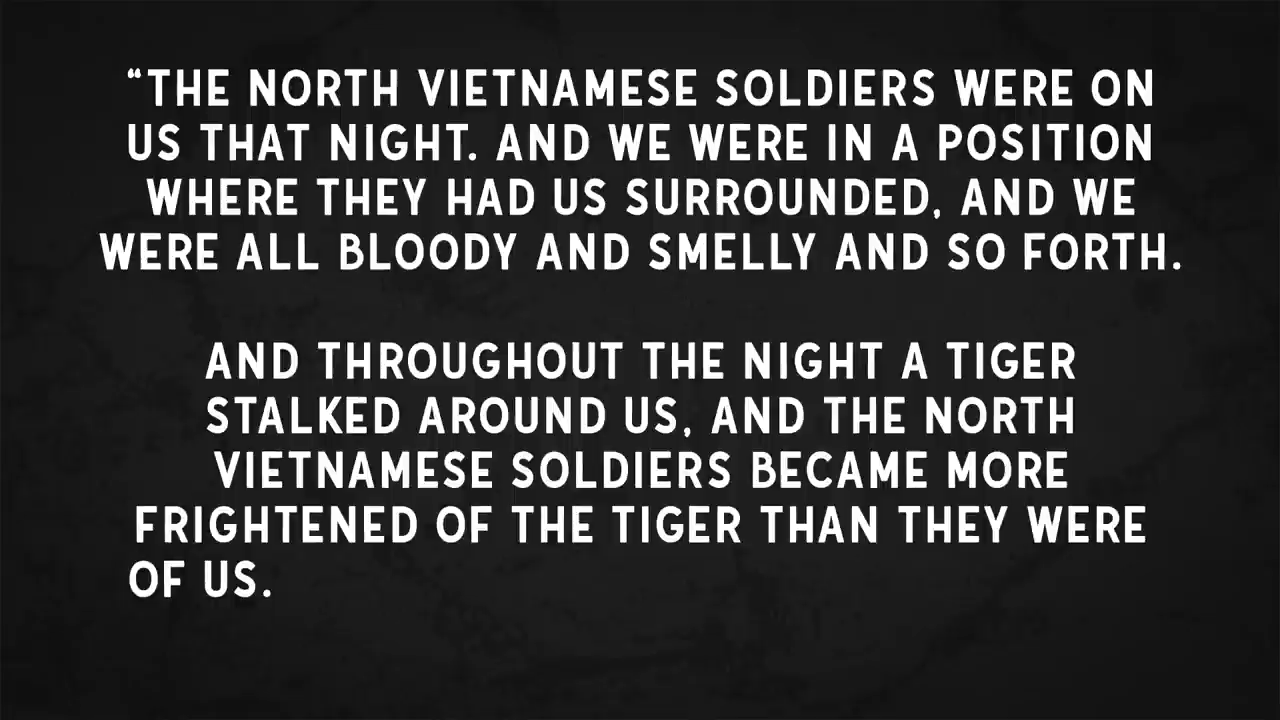 “THE NORTH VIETNAMESE SOLDIERS WERE ON
US THAT NIGHT. AND WE WERE IN A POSITION
WHERE THEY HAD US SURROUNDED, AND WE
WERE ALL BLOODY AND SMELLY AND SO FORTH.
AND THROUGHOUT THE NIGHT A TIGER
STALKED AROUND US, AND THE NORTH
VIETNAMESE SOLDIERS BECAME MORE
FRIGHTENED OF THE TIGER THAN THEY WERE
OF US.